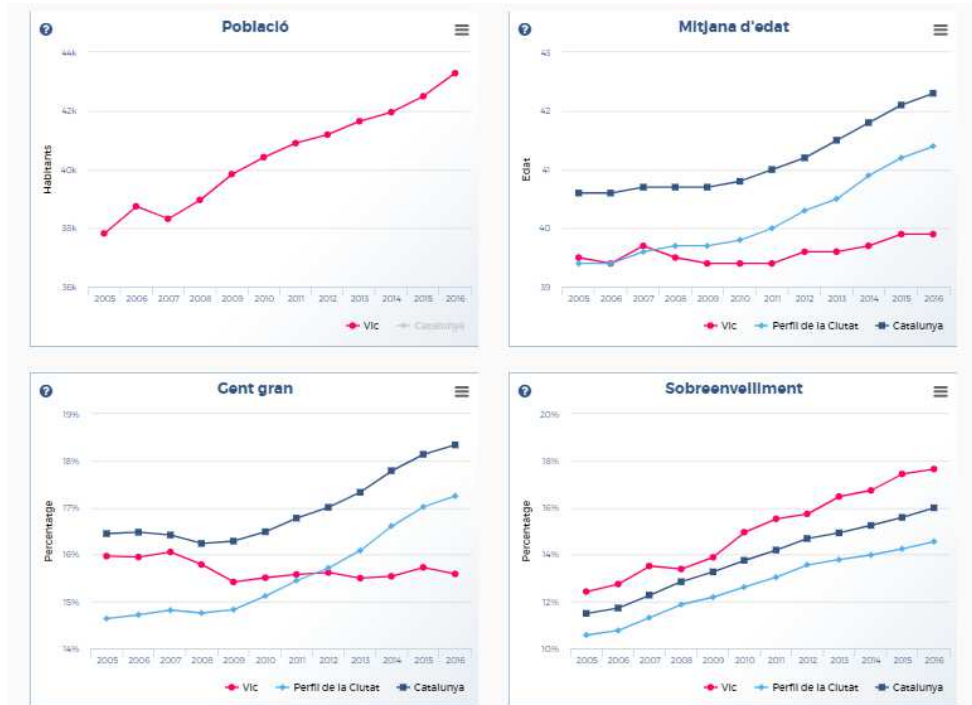 Població
44k
42k
40k
38k
36k
Habitants
2005 2006 2007 2008 2009 2010 2011 2012 2013 2014 2015 2016
Vic Catalunya
Mitjana d'edat
43
42
41
40
39
Edat
2005 2006 2007 2008 2009 2010 2011 2012 2013 2014 2015 2016
Vic Perfil de la Ciutat Catalunya
Gent gran
19%
18%
17%
16%
15%
14%
Percentatge
2005 2006 2007 2008 2009 2010 2011 2012 2013 2014 2015 2016
Vic Perfil de la Ciutat Catalunya
Sobreenvelliment
20%
18%
16%
14%
12%
10%
Percentatge
2005 2006 2007 2008 2009 2010 2011 2012 2013 2014 2015 2016
Vic Perfil de la Ciutat Catalunya